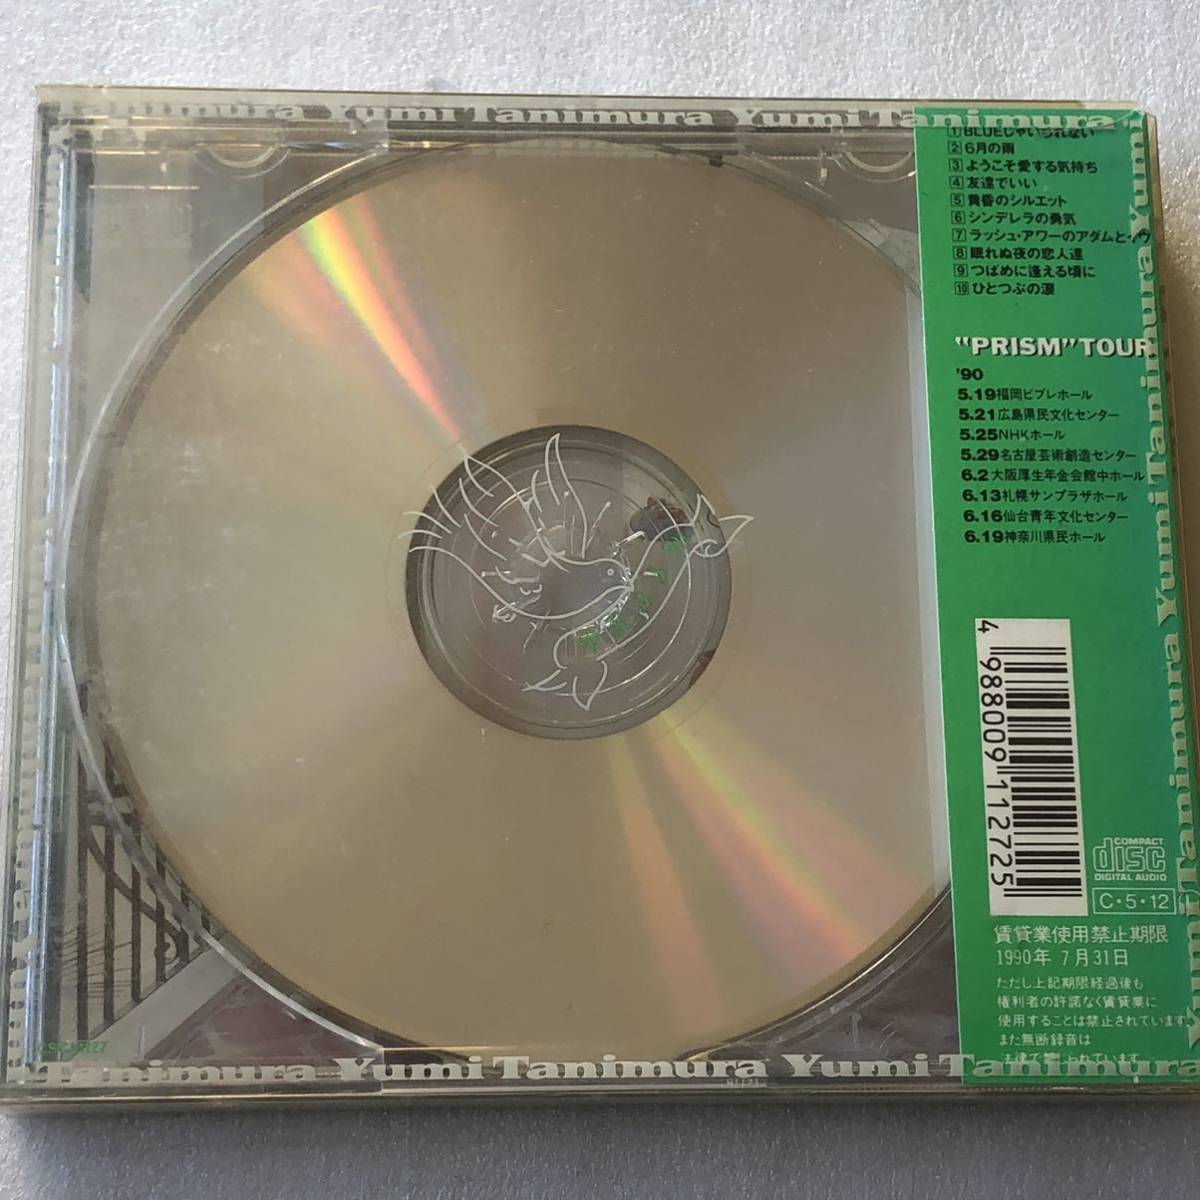 Tanimura Yumi Tanimura Yumi Tanimura
1 BLUEじゃいられない
2 6月の雨
3 ようこそ愛する気持ち
4 友達でいい
5 黄昏のシルエット
6 シンデレラの勇気
7 ラッシュ・アワーのアダムとイヴ
8 眠れぬ夜の恋人達
9 つばめに逢える頃に
10 ひとつぶの涙
"PRISM" TOUR
'90
5.19福岡ビブレホール
5.21広島県民文化センター
5.25NHKホール
5.29名古屋芸術創造センター
6.2大阪厚生年金会館中ホール
6.13札幌サンプラザホール
6.16仙台青年文化センター
6.19神奈川県民ホール
4 988009 112725
COMPACT
disc
DIGITAL AUDIO
C・5・12
賃貸業使用禁止期限
1990年 7月31日
ただし上記期限経過後も
権利者の許諾なく賃貸業に
使用することは禁止されています
また無断録音は
法律で られています
Yumi Tanimura Yumi Tanimura
Tanimura Yumi Tanimura Yumi Tanimura